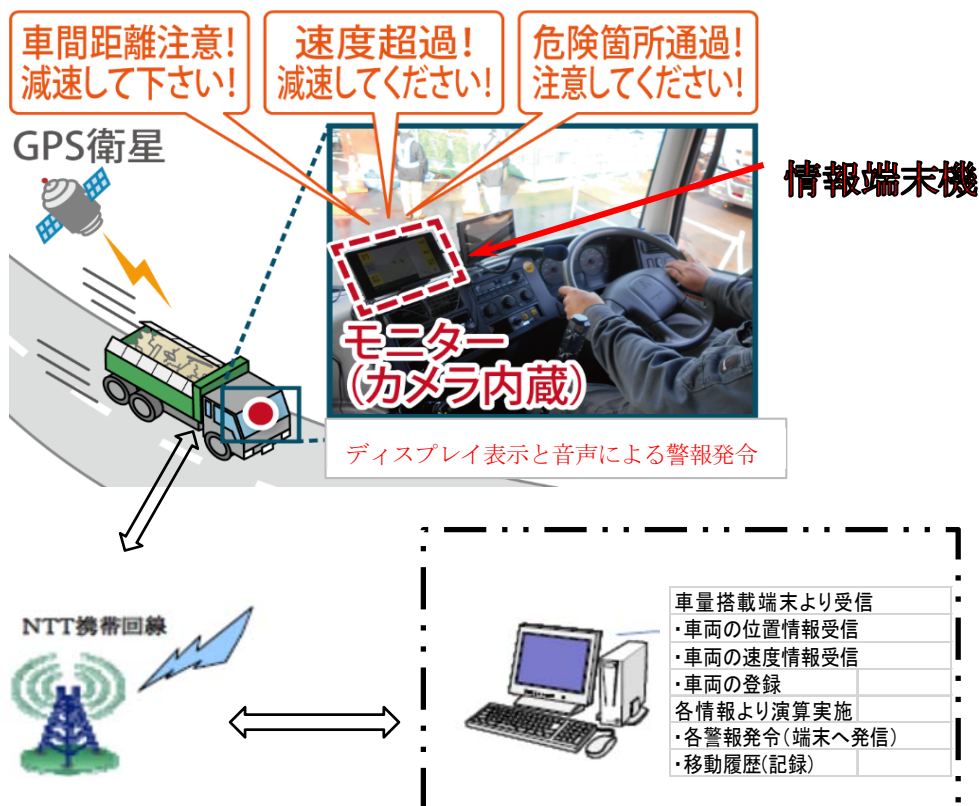 車間距離注意!
減速して下さい!
速度超過!
減速してください!
危険箇所通過!
注意してください!
GPS衛星
情報端末機
モニター
(カメラ内蔵)
ディスプレイ表示と音声による警報発令
NTT携帯回線
車量搭載端末より受信
・車両の位置情報受信
・車両の速度情報受信
・車両の登録
各情報より演算実施
・各警報発令(端末へ発信)
・移動履歴(記録)